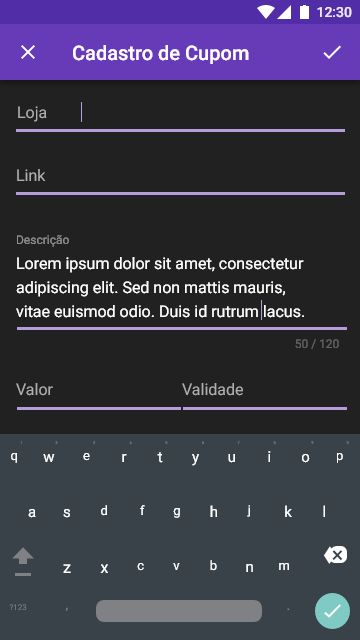 12:30
Cadastro de Cupom
Loja
Link
Descrição
Lorem ipsum dolor sit amet, consectetur
adipiscing elit. Sed non mattis mauris,
vitae euismod odio. Duis id rutrum lacus.
50 / 120
Valor Validade
q w e r t y u i o p
a s d f g h j k l
z x c v b n m
?123 , .